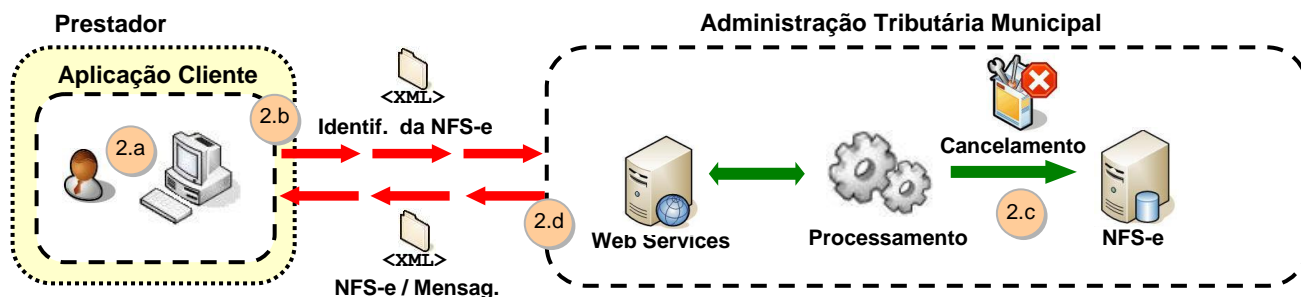 Prestador
Administração Tributária Municipal
Aplicação Cliente
<XML>
2.b
Identif. da NFS-e
2.a
Cancelamento
2.c
2.d
Web Services
Processamento
NFS-e
<XML>
NFS-e / Mensag.